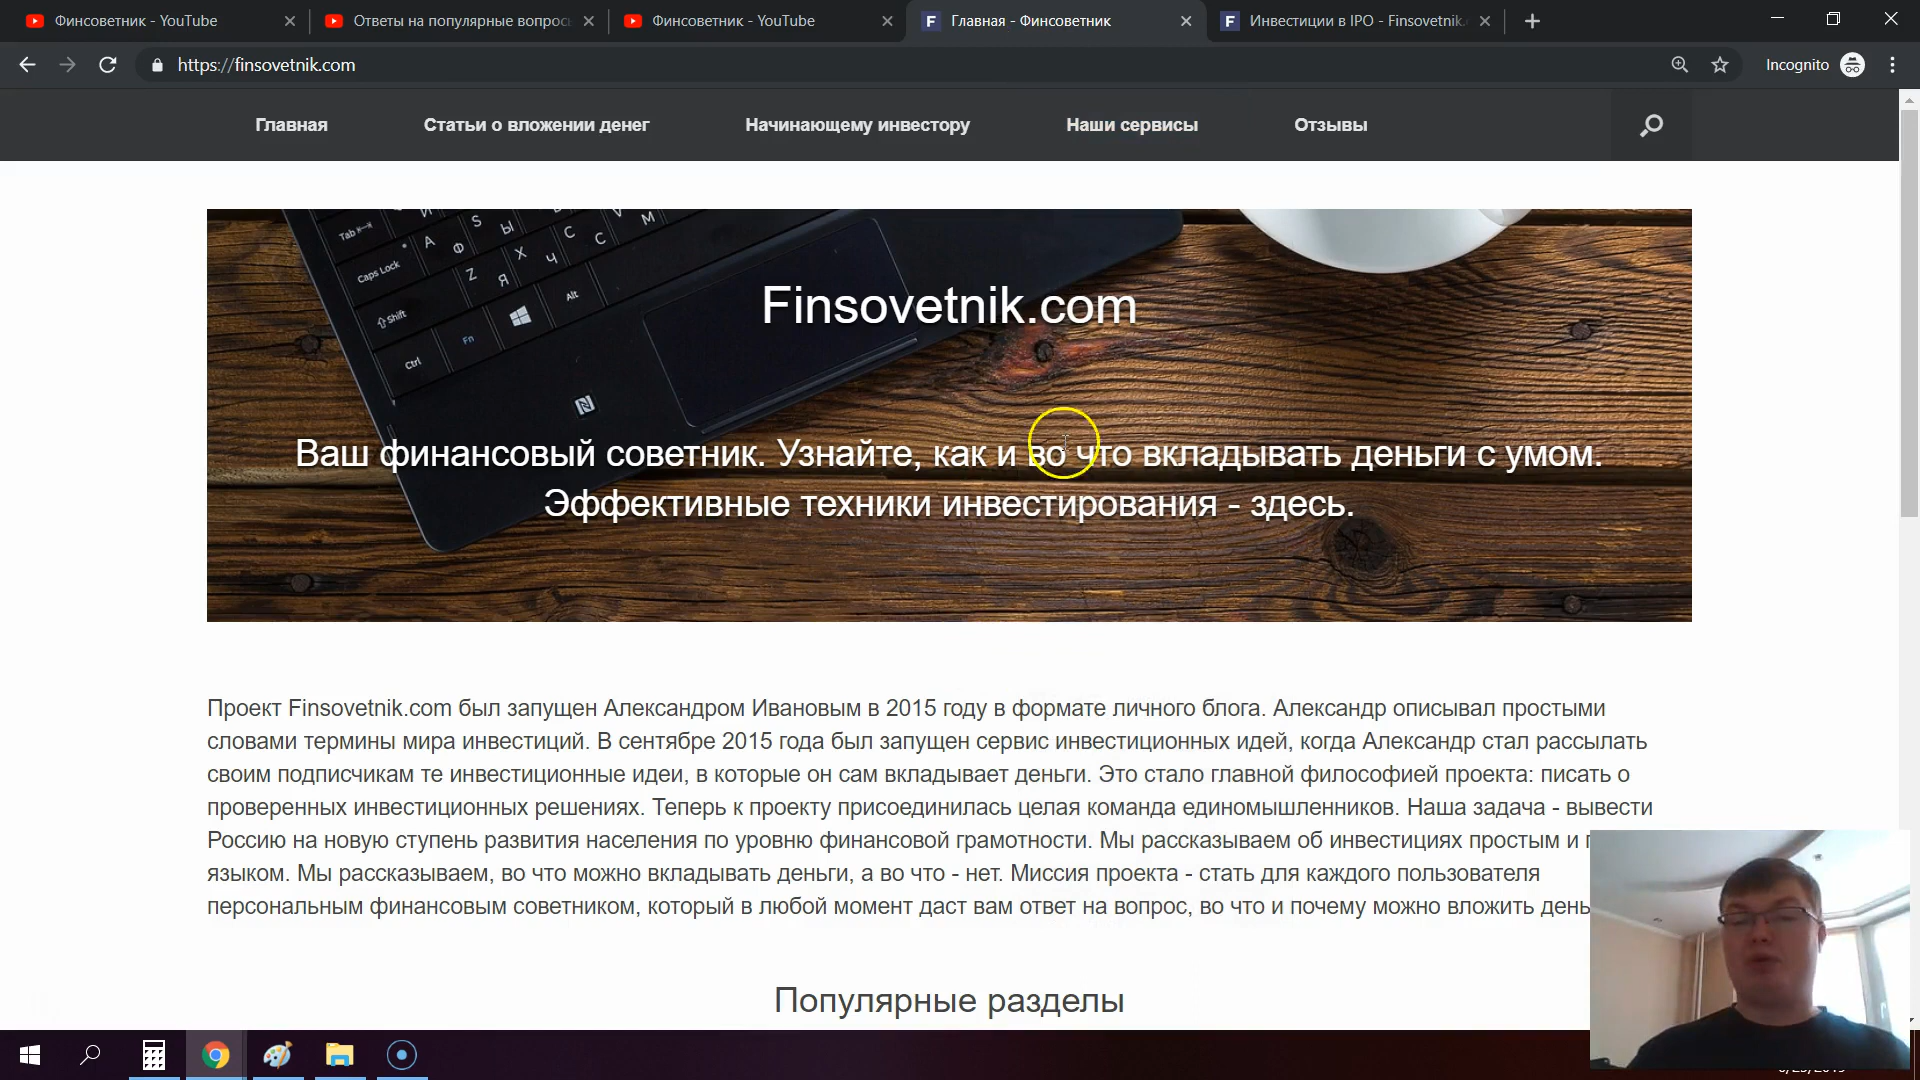 Финсоветник - YouTube
Ответы на популярные вопрос
Финсоветник - YouTube
Главная - Финсоветник
Инвестиции в IPO - Finsovetnik.
https://finsovetnik.com
Incognito
Главная
Статьи о вложении денег
Начинающему инвестору
Наши сервисы
Отзывы
Tab
Caps Lock
Shift
Ctrl
Fn
Alt
А
Ф
S
Ы
Z
Я
X
Ч
C
С
М
Finsovetnik.com
Ваш финансовый советник. Узнайте, как и во что вкладывать деньги с умом.
Эффективные техники инвестирования - здесь.
Проект Finsovetnik.com был запущен Александром Ивановым в 2015 году в формате личного блога. Александр описывал простыми
словами термины мира инвестиций. В сентябре 2015 года был запущен сервис инвестиционных идей, когда Александр стал рассылать
своим подписчикам те инвестиционные идеи, в которые он сам вкладывает деньги. Это стало главной философией проекта: писать о
проверенных инвестиционных решениях. Теперь к проекту присоединилась целая команда единомышленников. Наша задача - вывести
Россию на новую ступень развития населения по уровню финансовой грамотности. Мы рассказываем об инвестициях простым и
языком. Мы рассказываем, во что можно вкладывать деньги, а во что - нет. Миссия проекта - стать для каждого пользователя
персональным финансовым советником, который в любой момент даст вам ответ на вопрос, во что и почему можно вложить день
Популярные разделы